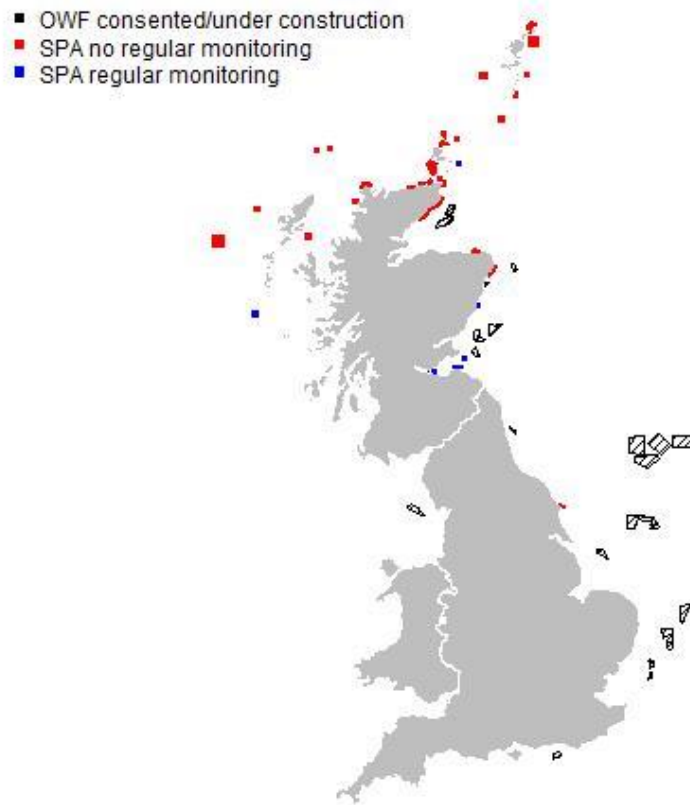 OWF consented/under construction
SPA no regular monitoring
SPA regular monitoring